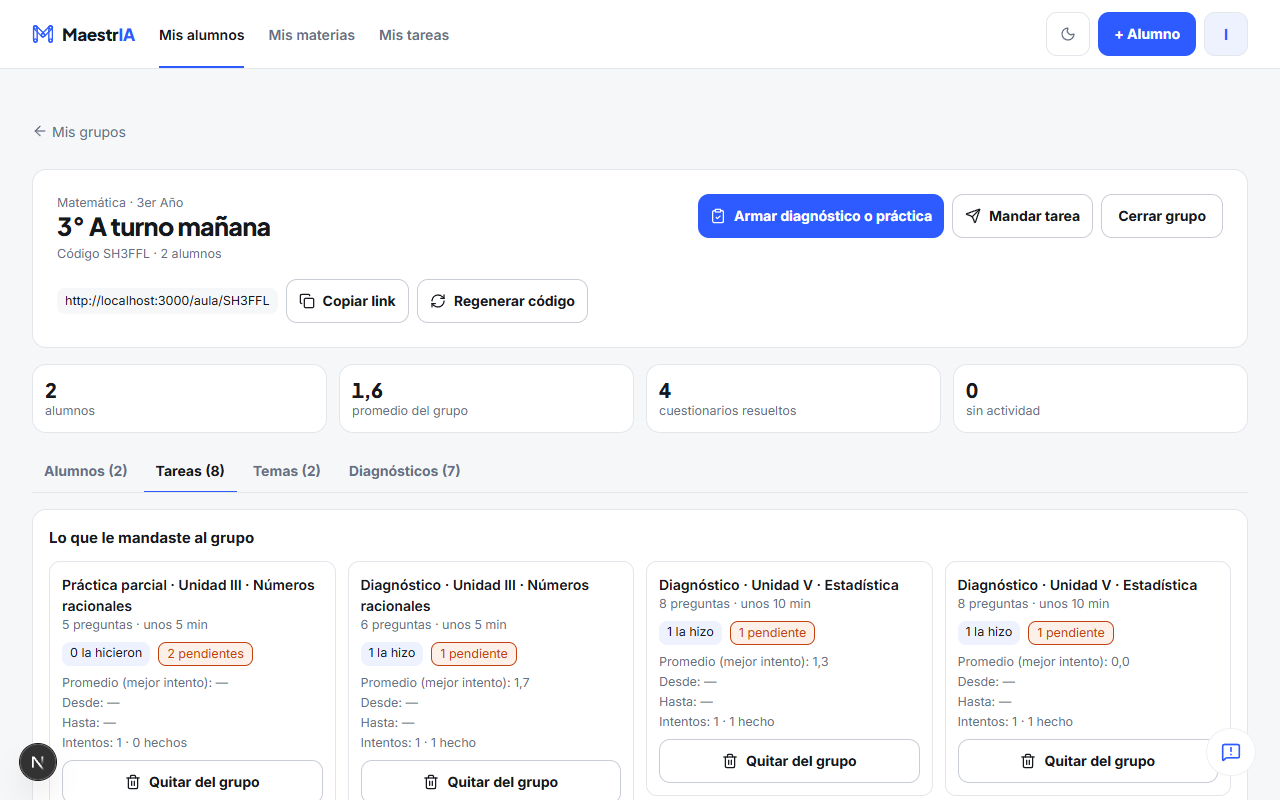 MaestrIA
Mis alumnos
Mis materias
Mis tareas
+ Alumno
I
← Mis grupos
Matemática · 3er Año
3° A turno mañana
Código SH3FFL · 2 alumnos
Armar diagnóstico o práctica
Mandar tarea
Cerrar grupo
http://localhost:3000/aula/SH3FFL
Copiar link
Regenerar código
2
alumnos
1,6
promedio del grupo
4
cuestionarios resueltos
0
sin actividad
Alumnos (2)
Tareas (8)
Temas (2)
Diagnósticos (7)
Lo que le mandaste al grupo
Práctica parcial · Unidad III · Números
racionales
5 preguntas · unos 5 min
0 la hicieron
2 pendientes
Promedio (mejor intento): —
Desde: —
Hasta: —
Intentos: 1 · 0 hechos
Quitar del grupo
Diagnóstico · Unidad III · Números
racionales
6 preguntas · unos 5 min
1 la hizo
1 pendiente
Promedio (mejor intento): 1,7
Desde: —
Hasta: —
Intentos: 1 · 1 hecho
Quitar del grupo
Diagnóstico · Unidad V · Estadística
8 preguntas · unos 10 min
1 la hizo
1 pendiente
Promedio (mejor intento): 1,3
Desde: —
Hasta: —
Intentos: 1 · 1 hecho
Quitar del grupo
Diagnóstico · Unidad V · Estadística
8 preguntas · unos 10 min
1 la hizo
1 pendiente
Promedio (mejor intento): 0,0
Desde: —
Hasta: —
Intentos: 1 · 1 hecho
Quitar del grupo
N